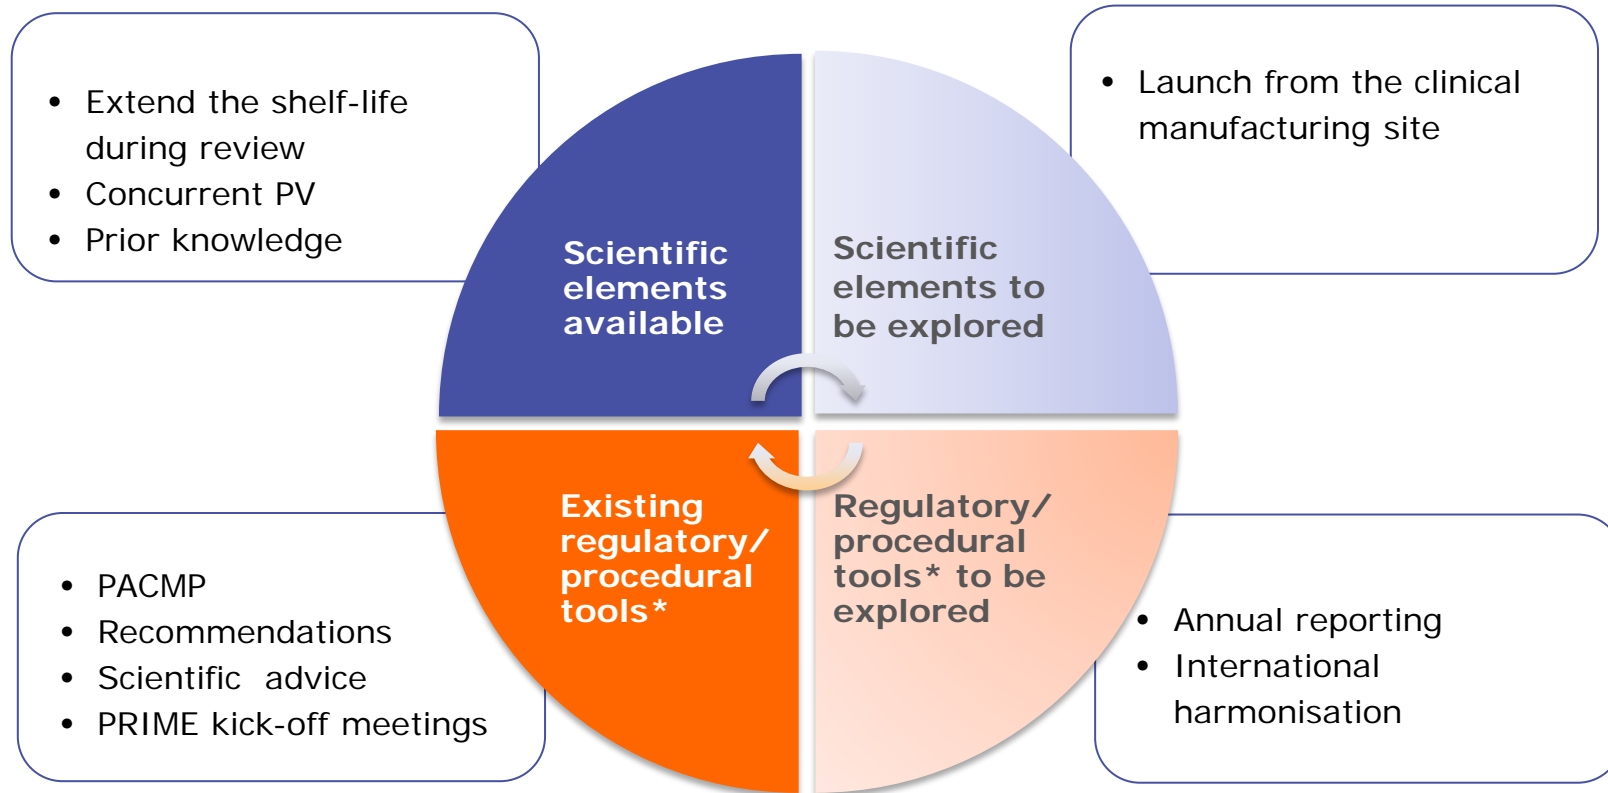 • Extend the shelf-life
during review
• Concurrent PV
• Prior knowledge
• Launch from the clinical
manufacturing site
Scientific
elements
available
Scientific
elements to
be explored
Existing
regulatory/
procedural
tools*
Regulatory/
procedural
tools* to be
explored
• PACMP
• Recommendations
• Scientific advice
• PRIME kick-off meetings
• Annual reporting
• International
harmonisation